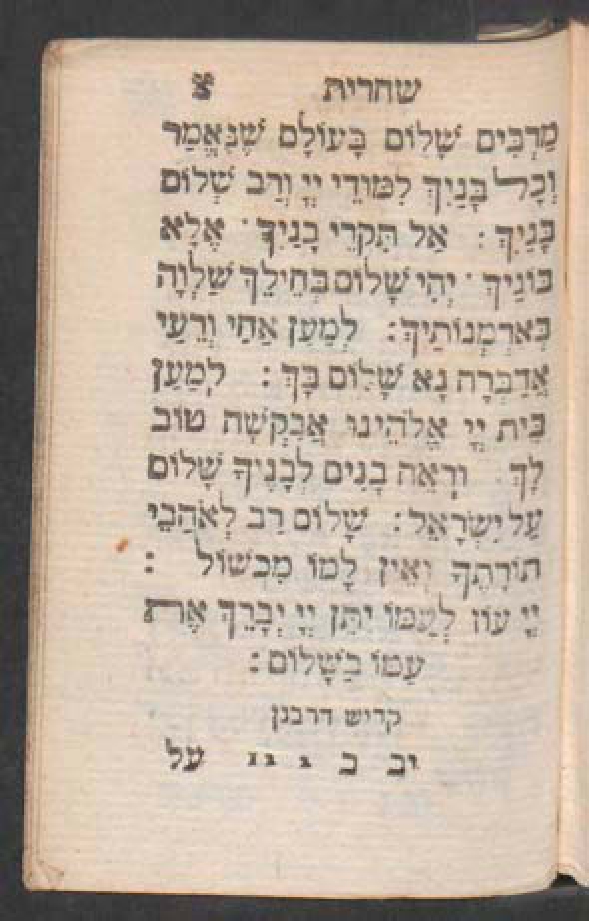 שחרית צ
מַרְבִּים שָׁלוֹם בָּעוֹלָם שֶׁנֶּאֱמַר
וְכָל בָּנַיִךְ לִמּוּדֵי יְיָ וְרַב שְׁלוֹם
בָּנָיִךְ : אַל תִּקְרֵי בָנַיִךְ · אֶלָּא
בּוֹנַיִךְ · יְהִי שָׁלוֹם בְּחֵילֵךְ שַׁלְוָה
בְּאַרְמְנוֹתָיִךְ : לְמַעַן אַחַי וְרֵעָי
אֲדַבְּרָה נָּא שָׁלוֹם בָּךְ : לְמַעַן
בֵּית יְיָ אֱלֹהֵינוּ אֲבַקְשָׁה טוֹב
לָךְ · וּרְאֵה בָנִים לְבָנֶיךָ שָׁלוֹם
עַל יִשְׂרָאֵל : שָׁלוֹם רַב לְאֹהֲבֵי
תוֹרָתֶךָ וְאֵין לָמוֹ מִכְשׁוֹל :
יְיָ עוֹז לְעַמּוֹ יִתֵּן יְיָ יְבָרֵךְ אֶת
עַמּוֹ בַשָּׁלוֹם :
קדיש דרבנן
יב ב על